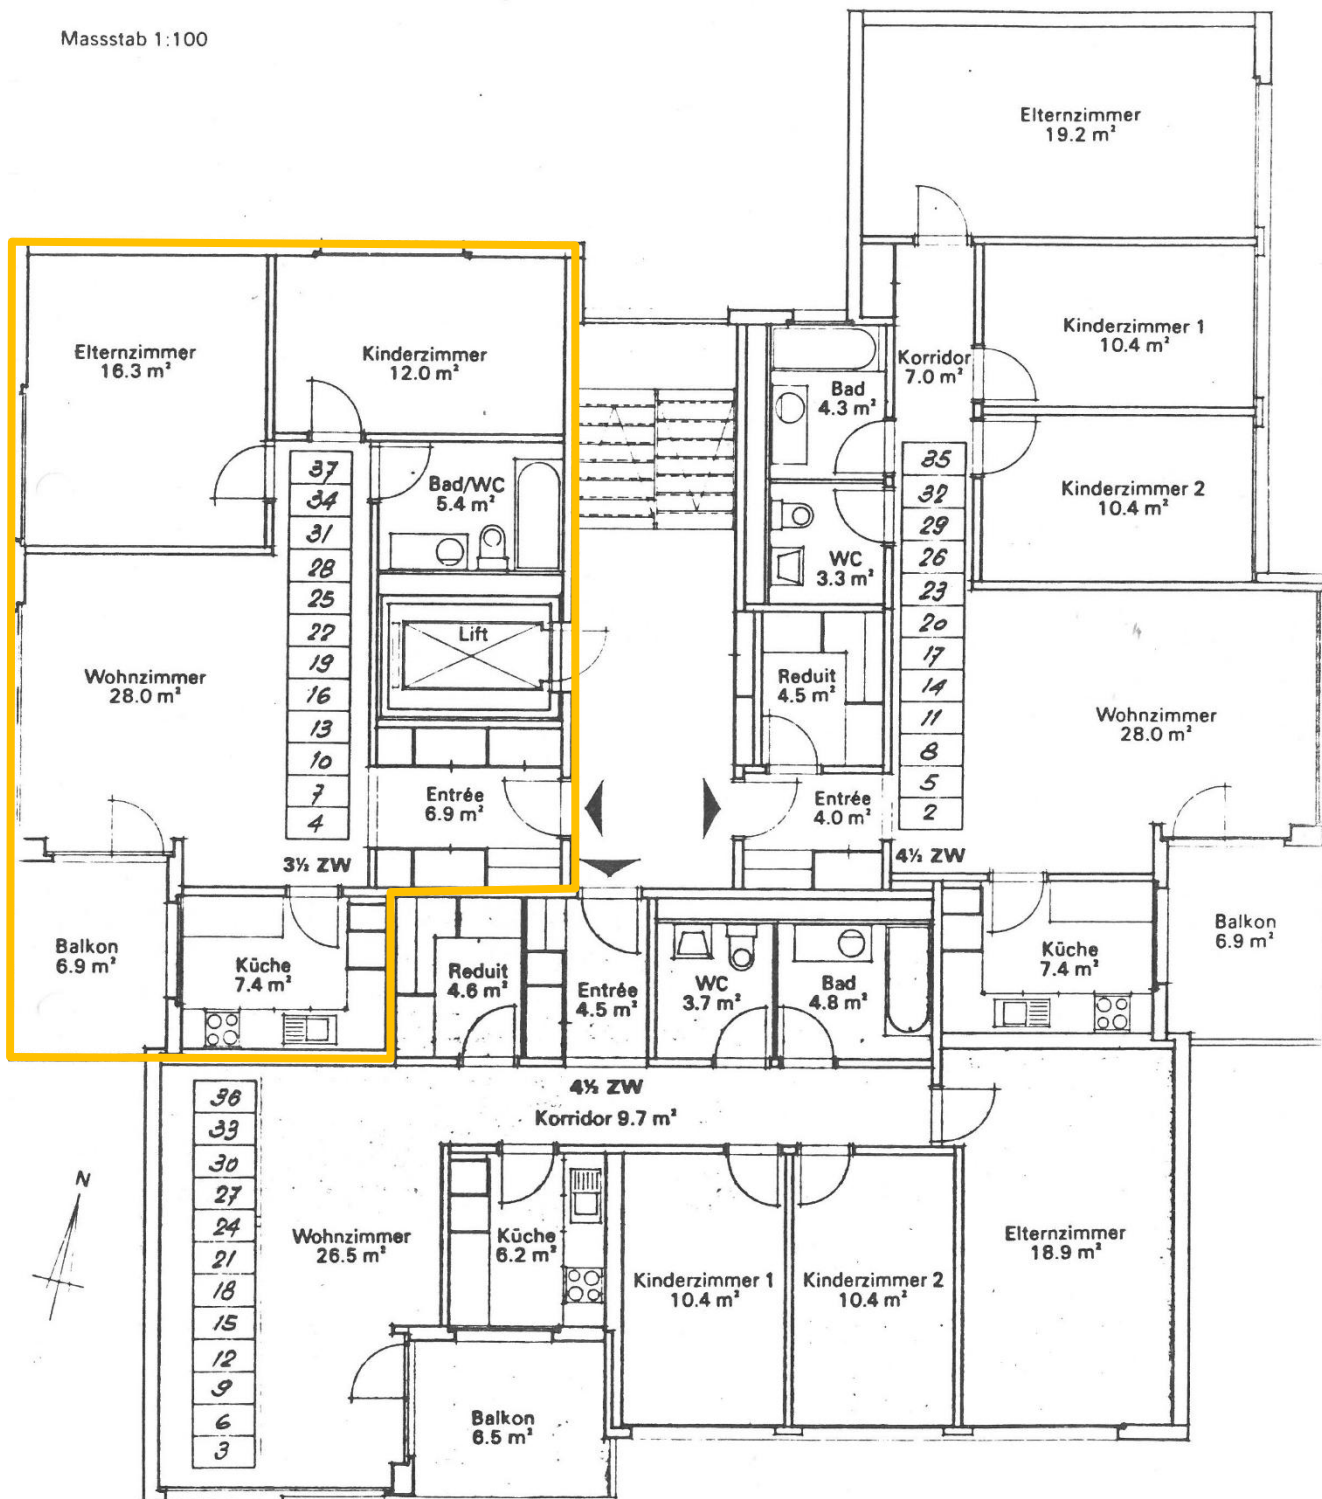 Massstab 1:100
Elternzimmer
19.2 m²
Kinderzimmer 1
10.4 m²
Korridor
7.0 m²
Bad
4.3 m²
Kinderzimmer 2
10.4 m²
WC
3.3 m²
Reduit
4.5 m²
Wohnzimmer
28.0 m²
Entrée
4.0 m²
4½ ZW
35
32
29
26
23
20
17
14
11
8
5
2
Küche
7.4 m²
Balkon
6.9 m²
Elternzimmer
16.3 m²
Kinderzimmer
12.0 m²
Bad/WC
5.4 m²
Lift
37
34
31
28
25
22
19
16
13
10
7
4
Wohnzimmer
28.0 m²
Entrée
6.9 m²
3½ ZW
Balkon
6.9 m²
Küche
7.4 m²
Reduit
4.6 m²
Entrée
4.5 m²
WC
3.7 m²
Bad
4.8 m²
4½ ZW
Korridor 9.7 m²
36
33
30
27
24
21
18
15
12
9
6
3
N
Wohnzimmer
26.5 m²
Küche
6.2 m²
Kinderzimmer 1
10.4 m²
Kinderzimmer 2
10.4 m²
Elternzimmer
18.9 m²
Balkon
6.5 m²